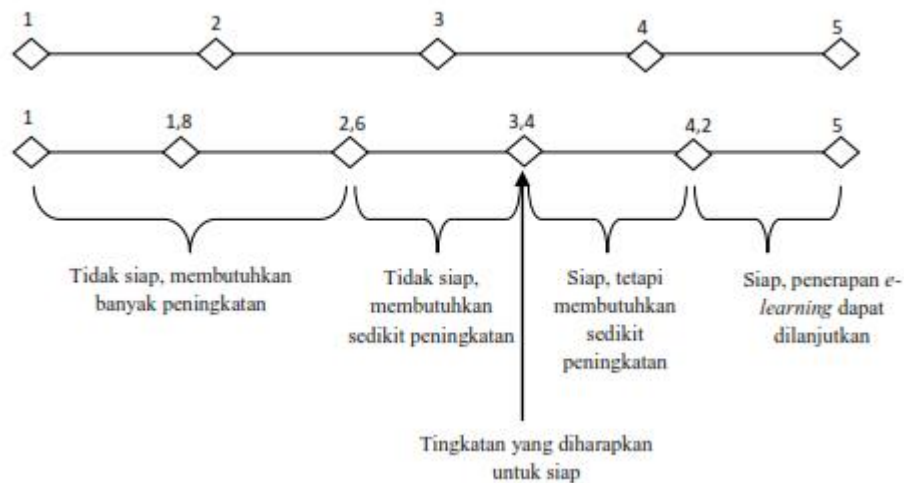 1 2 3 4 5
1 1,8 2,6 3,4 4,2 5
Tidak siap, membutuhkan
banyak peningkatan
Tidak siap,
membutuhkan
sedikit peningkatan
Siap, tetapi
membutuhkan
sedikit
peningkatan
Siap, penerapan e-
learning dapat
dilanjutkan
Tingkatan yang diharapkan
untuk siap